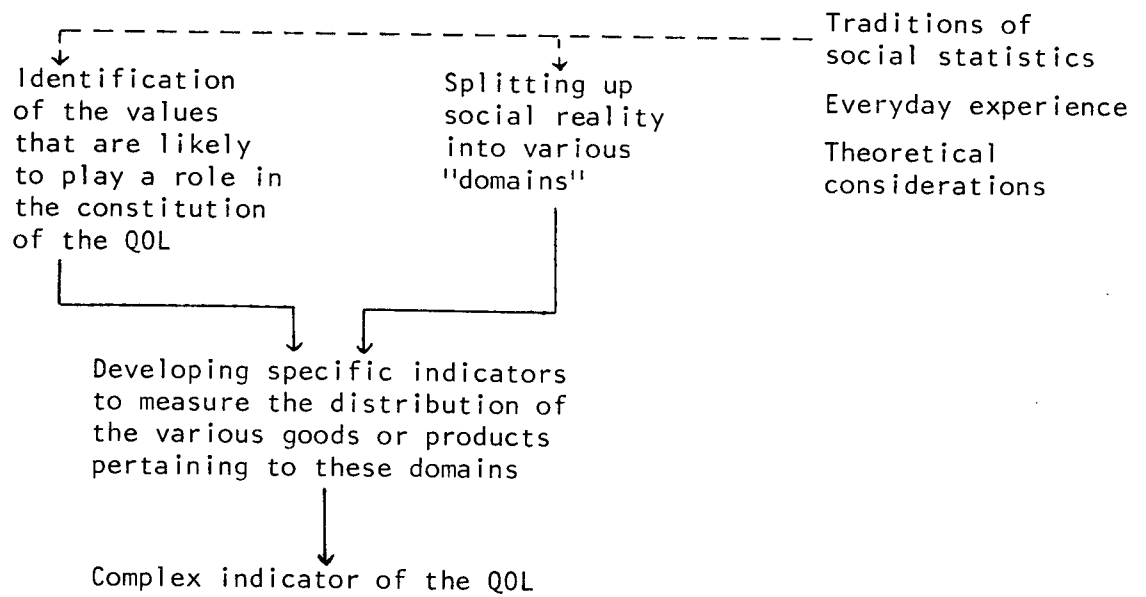 Traditions of
social statistics
Everyday experience
Theoretical
considerations
Identification
of the values
that are likely
to play a role in
the constitution
of the QOL
Splitting up
social reality
into various
"domains"
Developing specific indicators
to measure the distribution of
the various goods or products
pertaining to these domains
Complex indicator of the QOL